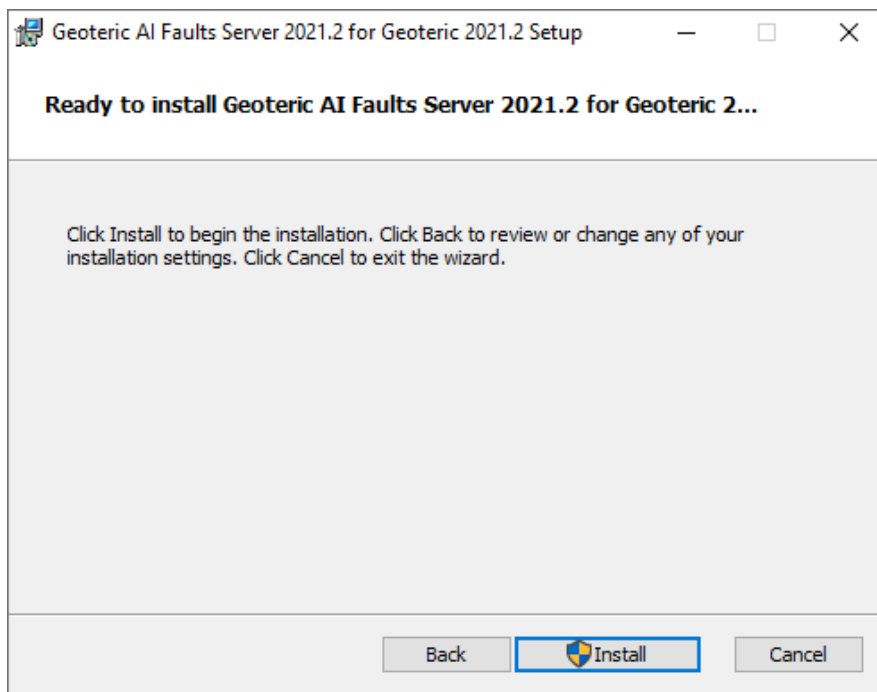 Geoteric AI Faults Server 2021.2 for Geoteric 2021.2 Setup
Ready to install Geoteric AI Faults Server 2021.2 for Geoteric 2...
Click Install to begin the installation. Click Back to review or change any of your
installation settings. Click Cancel to exit the wizard.
Back
Install
Cancel